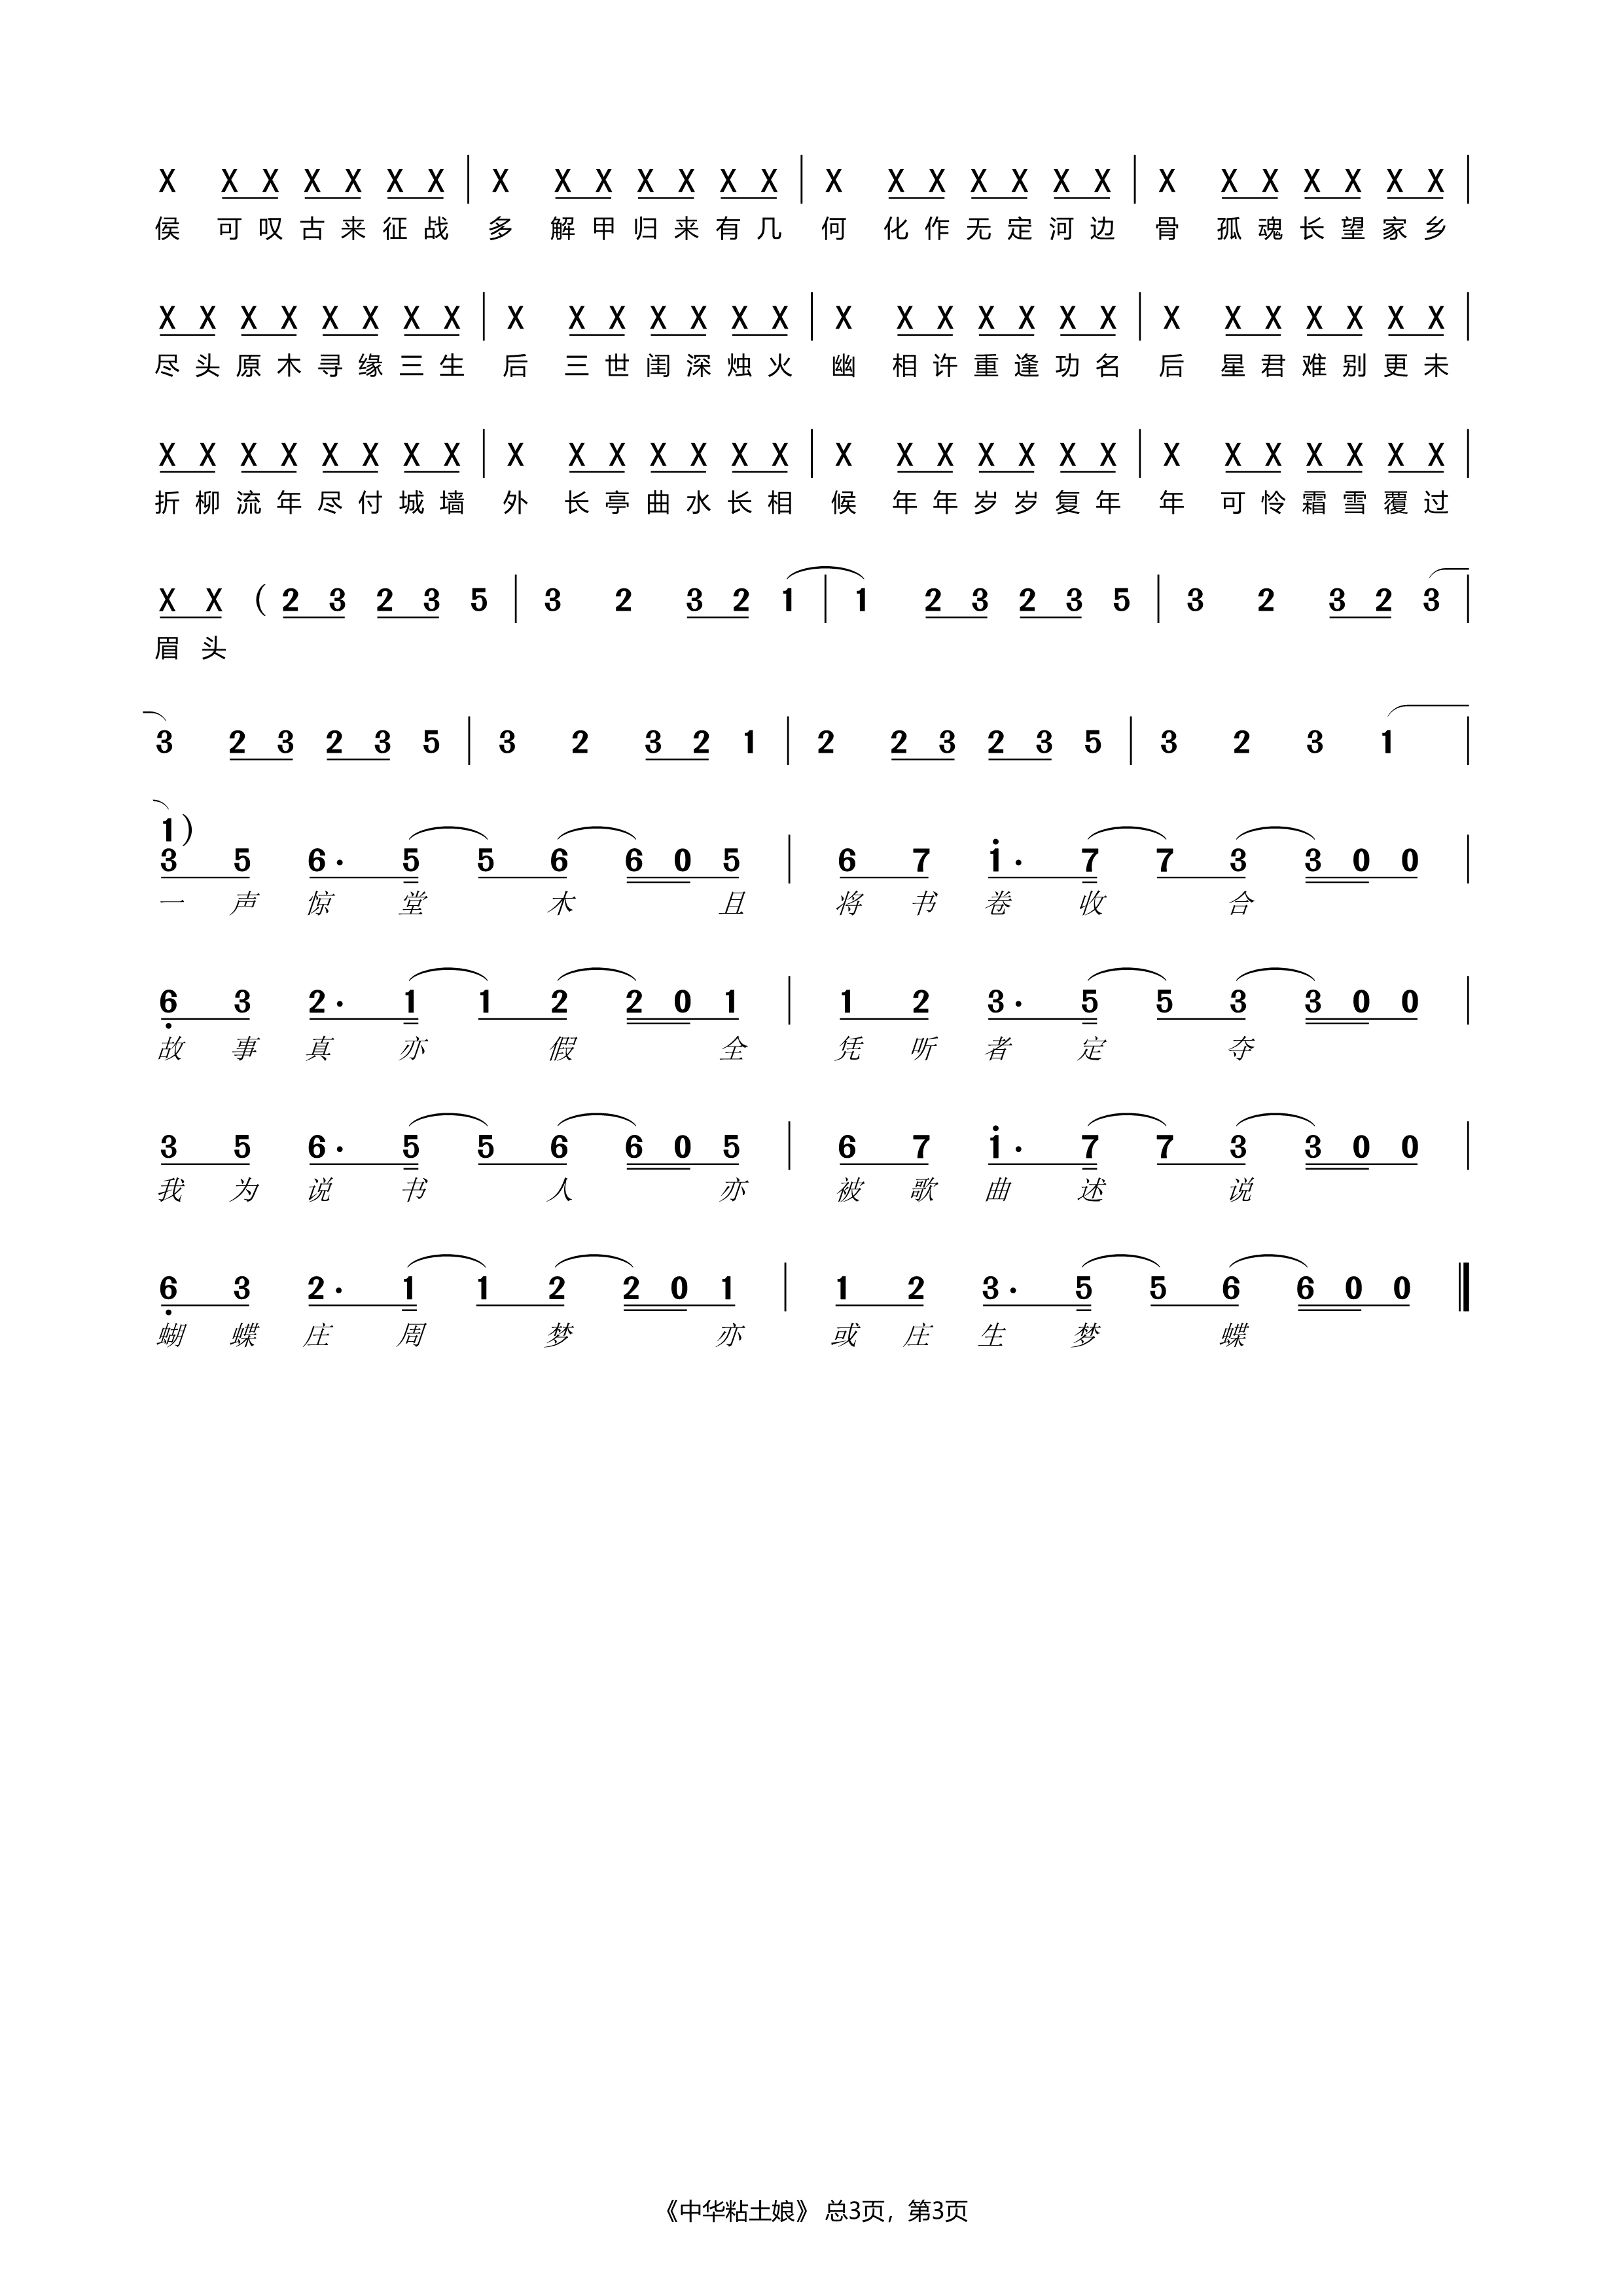 X X X X X X X | X X X X X X X | X X X X X X X | X X X X X X X |
侯 可 叹 古 来 征 战 多 解 甲 归 来 有 几 何 化 作 无 定 河 边 骨 孤 魂 长 望 家 乡
X X X X X X X X | X X X X X X X | X X X X X X X | X X X X X X X |
尽 头 原 木 寻 缘 三 生 后 三 世 闺 深 烛 火 幽 相 许 重 逢 功 名 后 星 君 难 别 更 未
X X X X X X X X | X X X X X X X | X X X X X X X | X X X X X X X |
折 柳 流 年 尽 付 城 墙 外 长 亭 曲 水 长 相 候 年 年 岁 岁 复 年 年 可 怜 霜 雪 覆 过
X X ( 2 3 2 3 5 | 3 2 3 2 1 | 1 2 3 2 3 5 | 3 2 3 2 3 |
眉 头
3 2 3 2 3 5 | 3 2 3 2 1 | 2 2 3 2 3 5 | 3 2 3 1 |
1 )
3 5 6 · 5 5 6 6 0 5 | 6 7 1 · 7 7 3 3 0 0 |
一 声 惊 堂 木 且 将 书 卷 收 合
6 3 2 · 1 1 2 2 0 1 | 1 2 3 · 5 5 3 3 0 0 |
故 事 真 亦 假 全 凭 听 者 定 夺
3 5 6 · 5 5 6 6 0 5 | 6 7 1 · 7 7 3 3 0 0 |
我 为 说 书 人 亦 被 歌 曲 述 说
6 3 2 · 1 1 2 2 0 1 | 1 2 3 · 5 5 6 6 0 0 ‖
蝴 蝶 庄 周 梦 亦 或 庄 生 梦 蝶
《中华粘土娘》 总3页，第3页